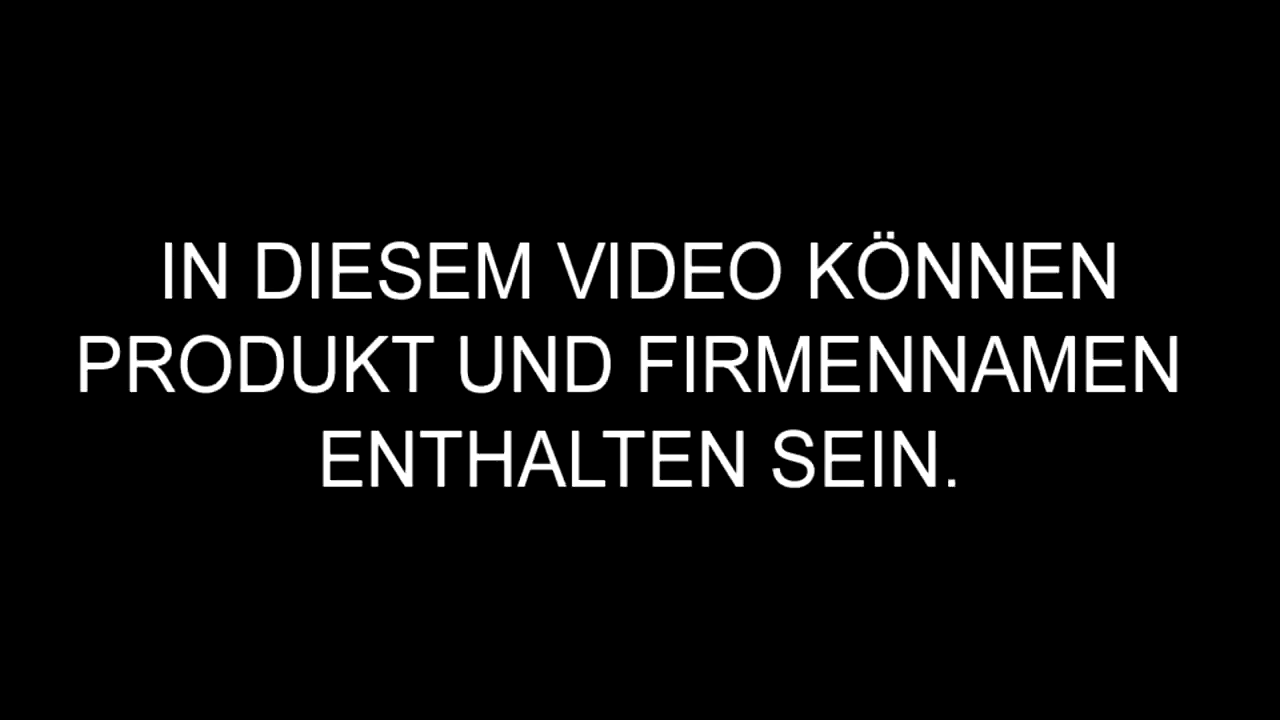 IN DIESEM VIDEO KÖNNEN
PRODUKT UND FIRMENNAMEN
ENTHALTEN SEIN.